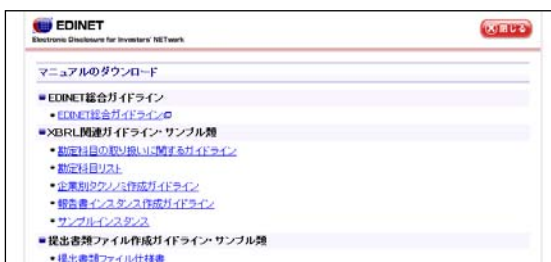 EDINET
Electronic Disclosure for Investors' NETwork
閉じる
マニュアルのダウンロード
■EDINET総合ガイドライン
・EDINET総合ガイドライン
■XBRL関連ガイドライン・サンプル類
・勘定科目の取り扱いに関するガイドライン
・勘定科目リスト
・企業別タクソノミ作成ガイドライン
・報告書インスタンス作成ガイドライン
・サンプルインスタンス
■提出書類ファイル作成ガイドライン・サンプル類
・提出書類ファイル仕様書